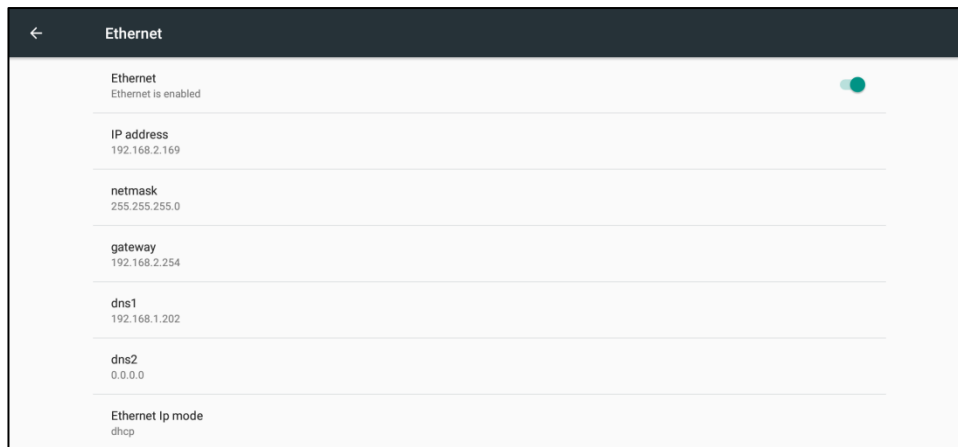 Ethernet
Ethernet
Ethernet is enabled
IP address
192.168.2.169
netmask
255.255.255.0
gateway
192.168.2.254
dns1
192.168.1.202
dns2
0.0.0.0
Ethernet Ip mode
dhcp